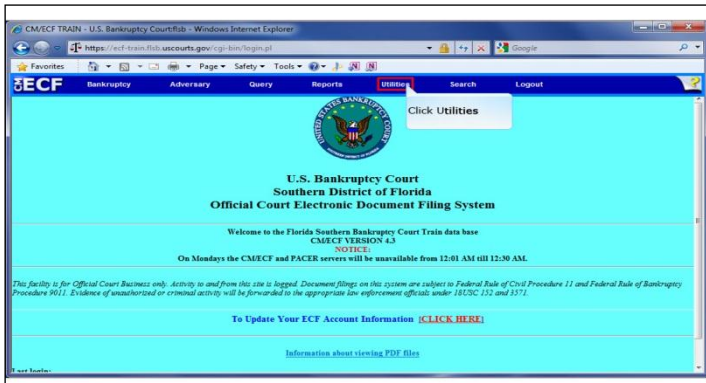 CM/ECF TRAIN - U.S. Bankruptcy Court:flsb - Windows Internet Explorer
https://ecf-train.flsb.uscourts.gov/cgi-bin/login.pl
Google
Favorites
Page
Safety
Tools
ECF
Bankruptcy
Adversary
Query
Reports
Utilities
Search
Logout
Click Utilities
U.S. Bankruptcy Court
Southern District of Florida
Official Court Electronic Document Filing System
Welcome to the Florida Southern Bankruptcy Court Train data base
CM/ECF VERSION 4.3
NOTICE:
On Mondays the CM/ECF and PACER servers will be unavailable from 12:01 AM till 12:30 AM.
This facility is for Official Court Business only. Activity to and from this site is logged. Document filings on this system are subject to Federal Rule of Civil Procedure 11 and Federal Rule of Bankruptcy
Procedure 9011. Evidence of unauthorized or criminal activity will be forwarded to the appropriate law enforcement officials under 18USC 152 and 3571.
To Update Your ECF Account Information [CLICK HERE]
Information about viewing PDF files
Last login: